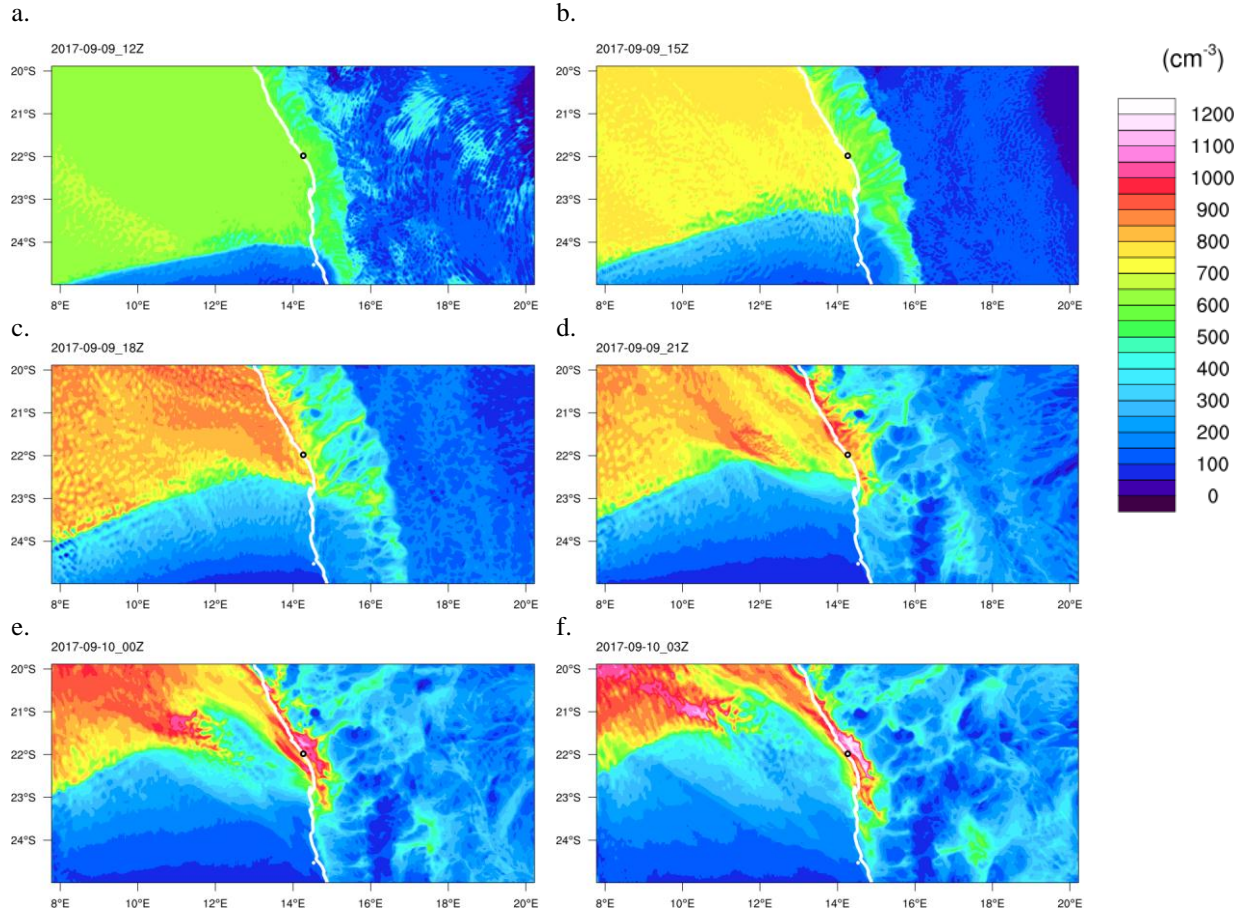 a.
b.
2017-09-09_12Z
2017-09-09_15Z
(cm-3)
20°S
21°S
22°S
23°S
24°S
8°E 10°E 12°E 14°E 16°E 18°E 20°E
20°S
21°S
22°S
23°S
24°S
8°E 10°E 12°E 14°E 16°E 18°E 20°E
1200
1100
1000
900
800
700
600
500
400
300
200
100
0
c.
d.
2017-09-09_18Z
2017-09-09_21Z
20°S
21°S
22°S
23°S
24°S
8°E 10°E 12°E 14°E 16°E 18°E 20°E
20°S
21°S
22°S
23°S
24°S
8°E 10°E 12°E 14°E 16°E 18°E 20°E
e.
f.
2017-09-10_00Z
2017-09-10_03Z
20°S
21°S
22°S
23°S
24°S
8°E 10°E 12°E 14°E 16°E 18°E 20°E
20°S
21°S
22°S
23°S
24°S
8°E 10°E 12°E 14°E 16°E 18°E 20°E